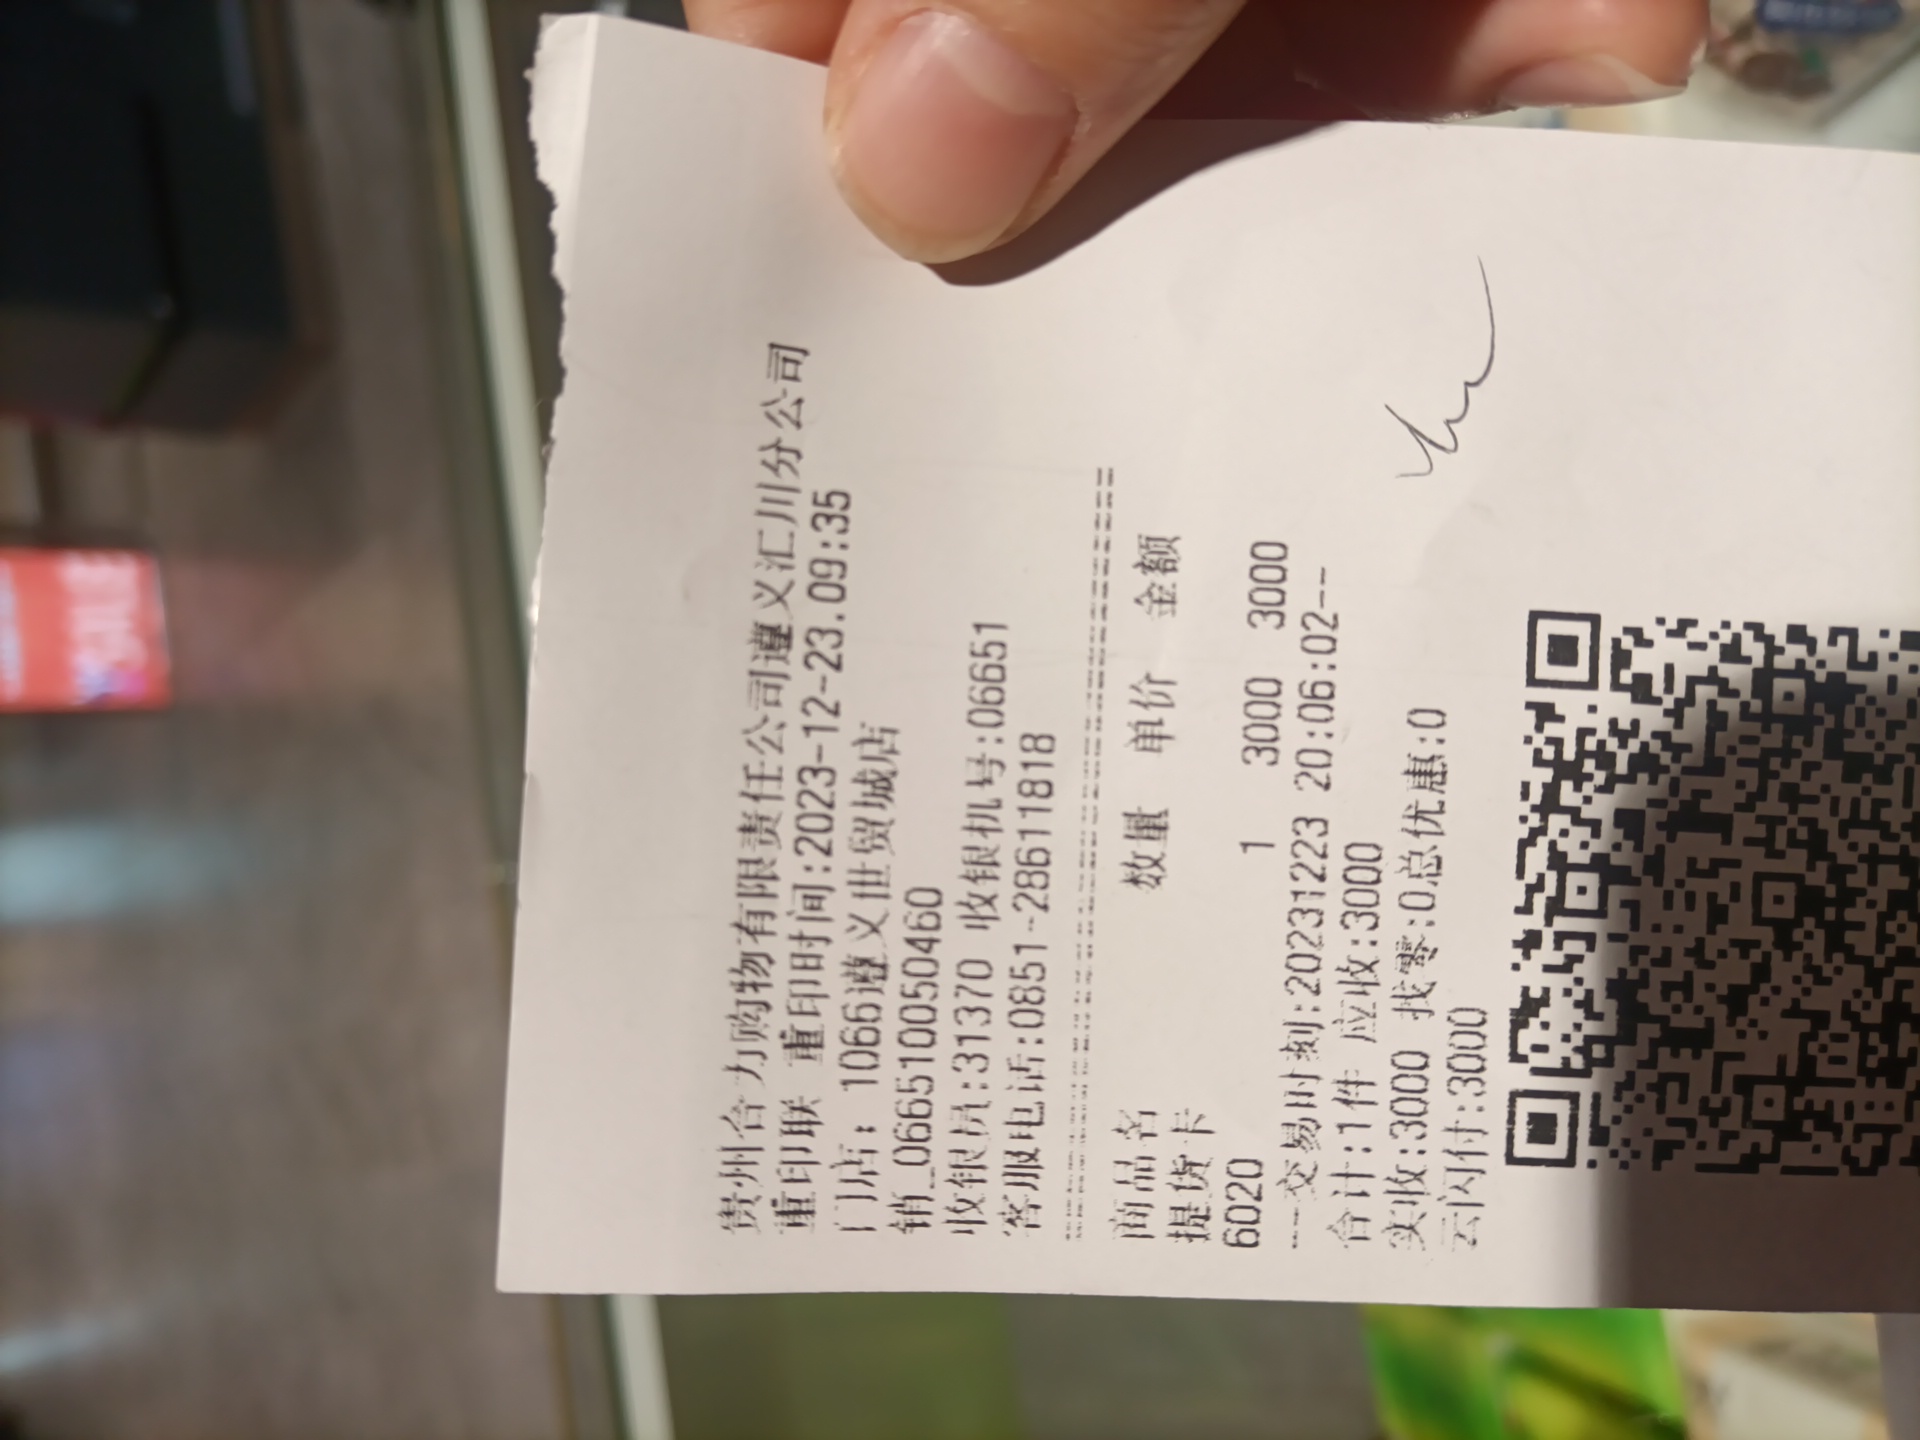 贵州合力购物有限责任公司遵义汇川分公司
重印联 重印时间:2023-12-23.09:35
门店: 1066遵义世贸城店
销_066510050460
收银员:31370 收银机号:06651
客服电话:0851-28611818
商品名 数量 单价 金额
提货卡
6020 1 3000 3000
---交易时刻:20231223 20:06:02--
合计:1件 应收:3000
实收:3000 找零:0总优惠:0
云闪付:3000